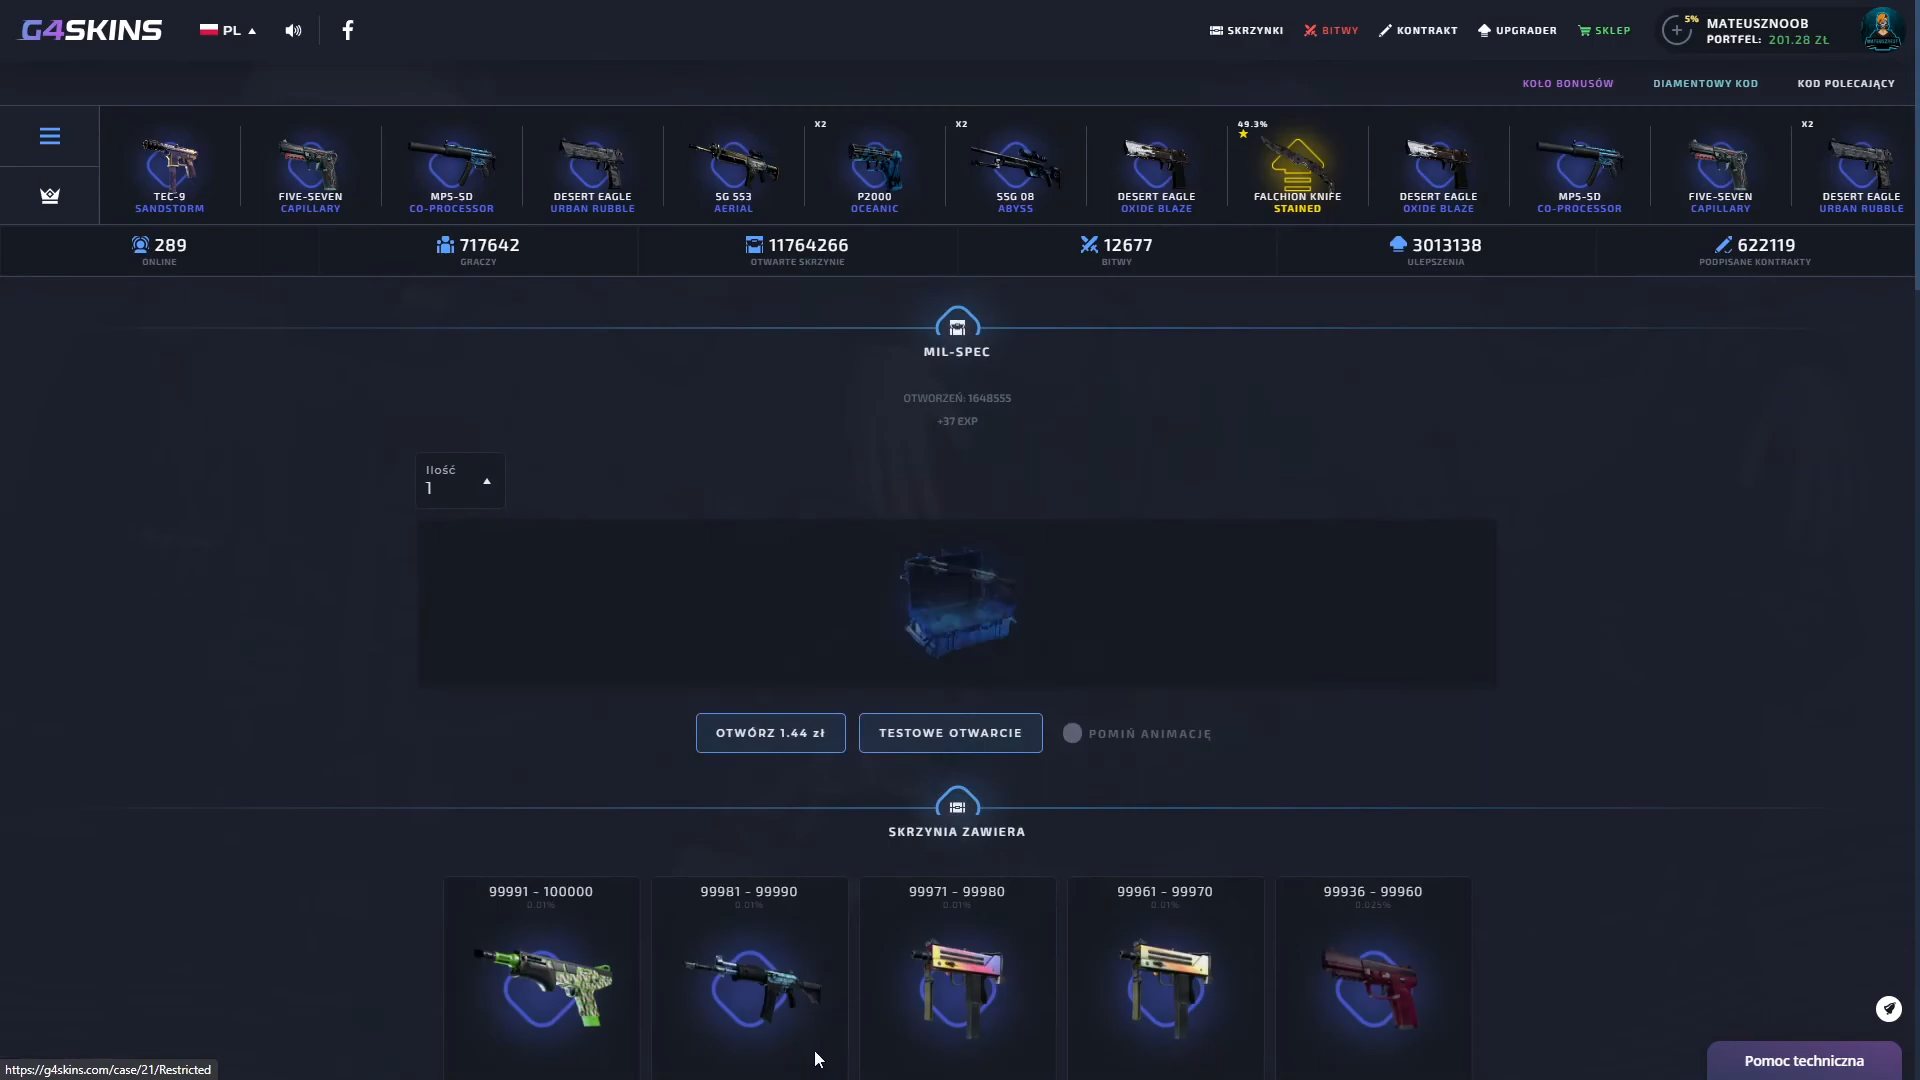 G4SKINS
PL
SKRZYNKI
BITWY
KONTRAKT
UPGRADER
SKLEP
5%
MATEUSZNOOB
PORTFEL: 201.28 ZŁ
KOŁO BONUSÓW
DIAMENTOWY KOD
KOD POLECAJĄCY
TEC-9
SANDSTORM
FIVE-SEVEN
CAPILLARY
MP5-SD
CO-PROCESSOR
DESERT EAGLE
URBAN RUBBLE
SG 553
AERIAL
X2
P2000
OCEANIC
X2
SSG 08
ABYSS
DESERT EAGLE
OXIDE BLAZE
49.3%
FALCHION KNIFE
STAINED
DESERT EAGLE
OXIDE BLAZE
MP5-SD
CO-PROCESSOR
FIVE-SEVEN
CAPILLARY
X2
DESERT EAGLE
URBAN RUBBLE
289
ONLINE
717642
GRACZY
11764266
OTWARTE SKRZYNIE
12677
BITWY
3013138
ULEPSZENIA
622119
PODPISANE KONTRAKTY
MIL-SPEC
OTWORZEŃ: 1648555
+37 EXP
Ilość
1
OTWÓRZ 1.44 zł
TESTOWE OTWARCIE
POMIŃ ANIMACJĘ
SKRZYNIA ZAWIERA
99991 - 100000
0.01%
99981 - 99990
0.01%
99971 - 99980
0.01%
99961 - 99970
0.01%
99936 - 99960
0.025%
Pomoc techniczna
https://g4skins.com/case/21/Restricted